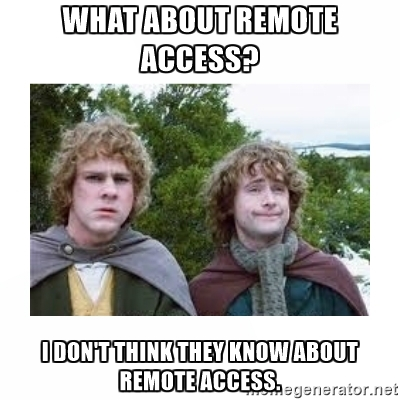 WHAT ABOUT REMOTE
ACCESS?
I DON'T THINK THEY KNOW ABOUT
REMOTE ACCESS.
memegenerator.net